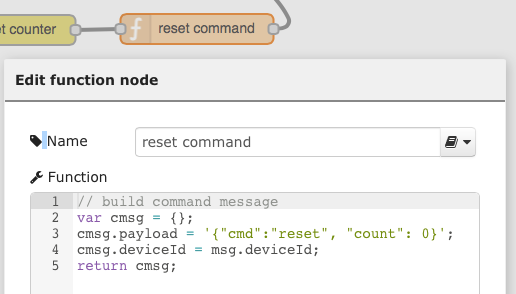 t counter
reset command
Edit function node
Name
reset command
Function
1 // build command message
2 var cmsg = {};
3 cmsg.payload = '{"cmd":"reset", "count": 0}';
4 cmsg.deviceId = msg.deviceId;
5 return cmsg;